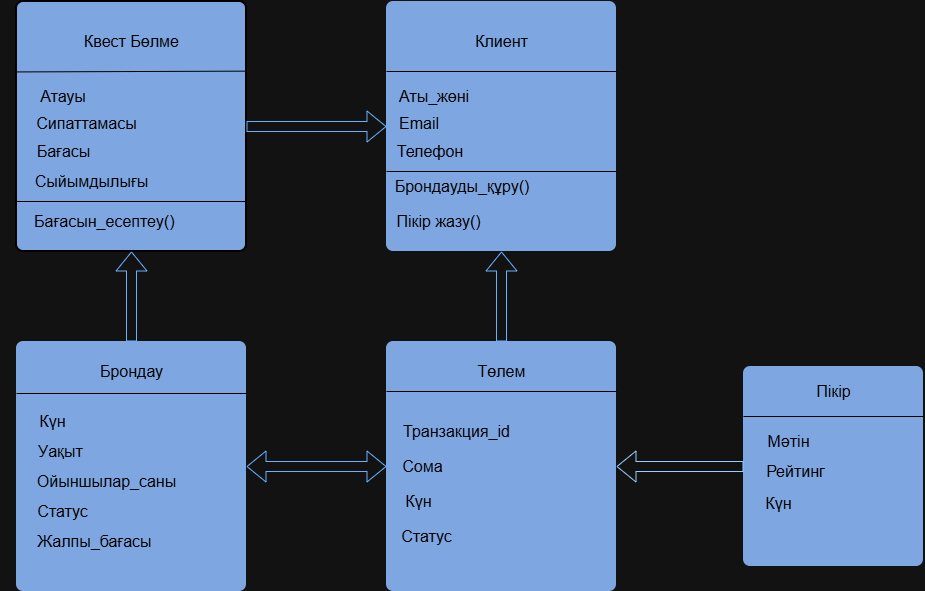 Квест Бөлме
Атауы
Сипаттамасы
Бағасы
Сыйымдылығы
Бағасын_есептеу()
Клиент
Аты_жөні
Email
Телефон
Брондауды_құру()
Пікір жазу()
Брондау
Күн
Уақыт
Ойыншылар_саны
Статус
Жалпы_бағасы
Төлем
Транзакция_id
Сома
Күн
Статус
Пікір
Мәтін
Рейтинг
Күн